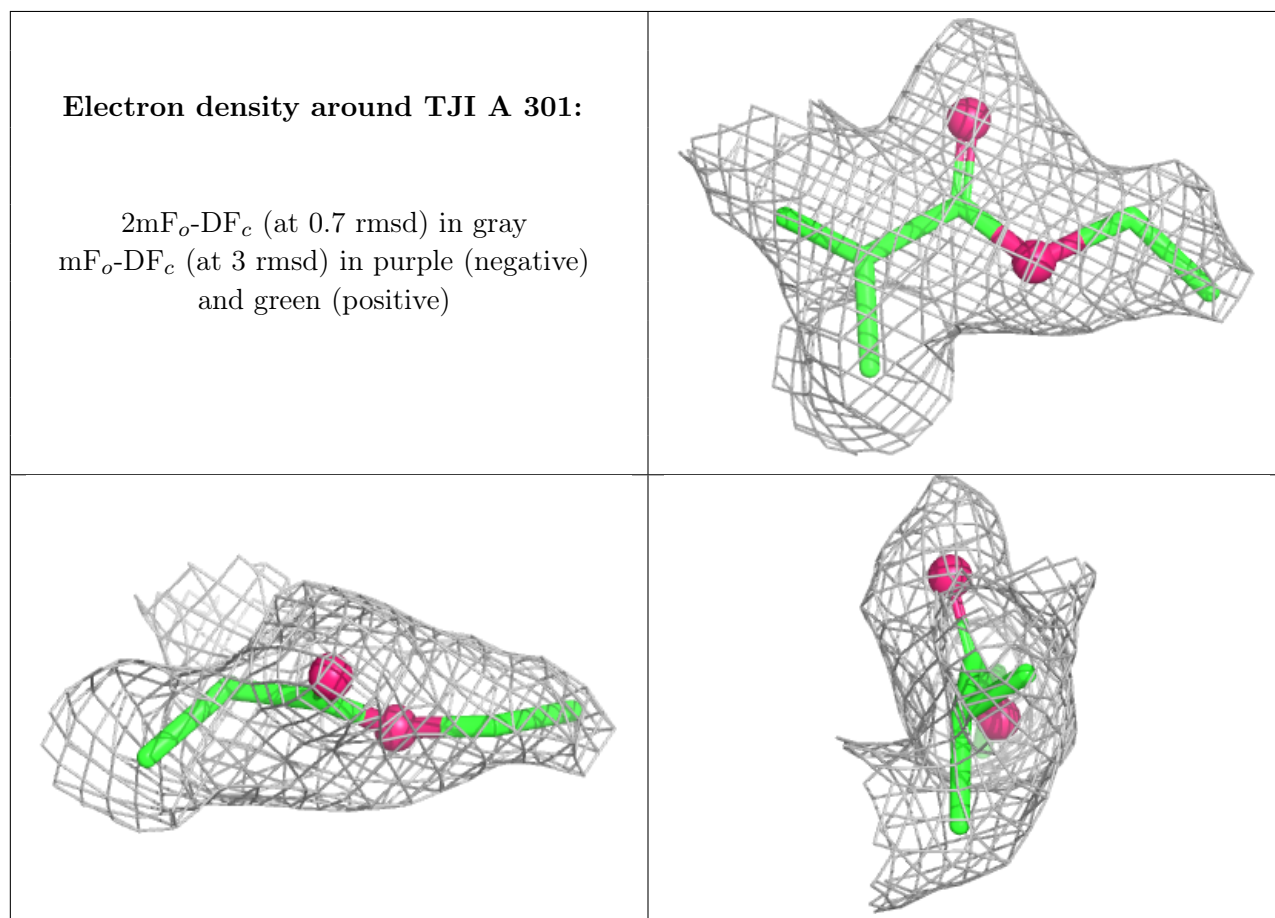 Electron density around TJI A 301:
2mFo-DFc (at 0.7 rmsd) in gray
mFo-DFc (at 3 rmsd) in purple (negative)
and green (positive)